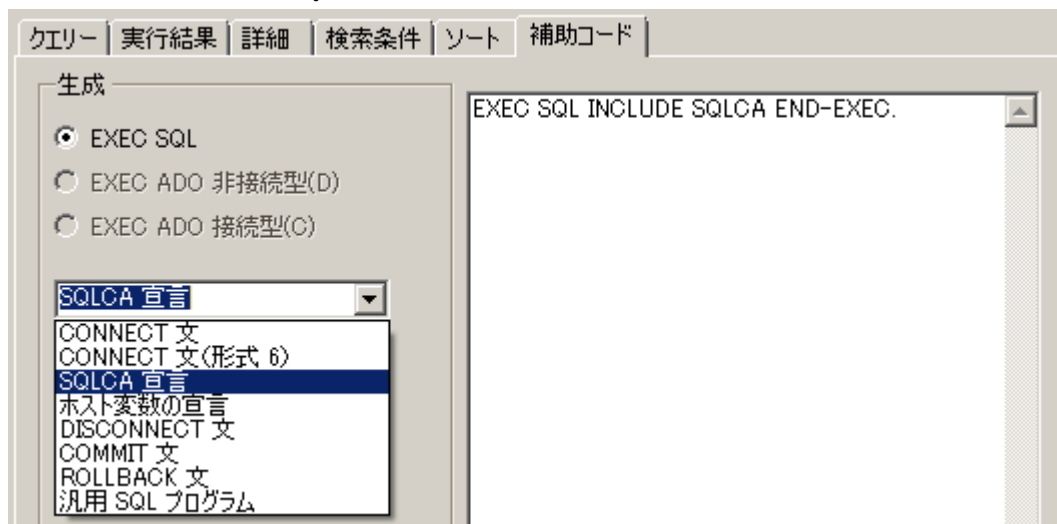 クエリー 実行結果 詳細 検索条件 ソート 補助コード
生成
EXEC SQL
EXEC ADO 非接続型(D)
EXEC ADO 接続型(C)
SQLCA 宣言
CONNECT 文
CONNECT 文(形式 6)
SQLCA 宣言
ホスト変数の宣言
DISCONNECT 文
COMMIT 文
ROLLBACK 文
汎用 SQL プログラム
EXEC SQL INCLUDE SQLCA END-EXEC.